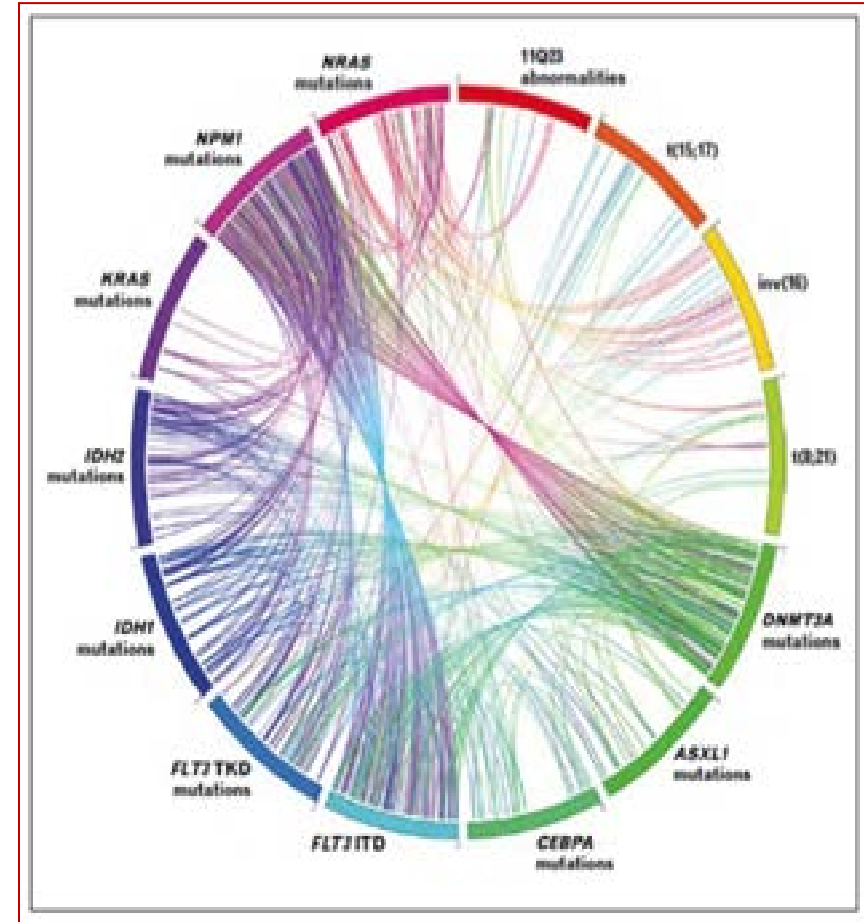 NRAS
mutations
11Q23
abnormalities
t(15;17)
inv(16)
t(8;21)
DNMT3A
mutations
ASXL1
mutations
CEBPA
mutations
FLT3 ITD
FLT3 TKD
mutations
IDH1
mutations
IDH2
mutations
KRAS
mutations
NPM1
mutations